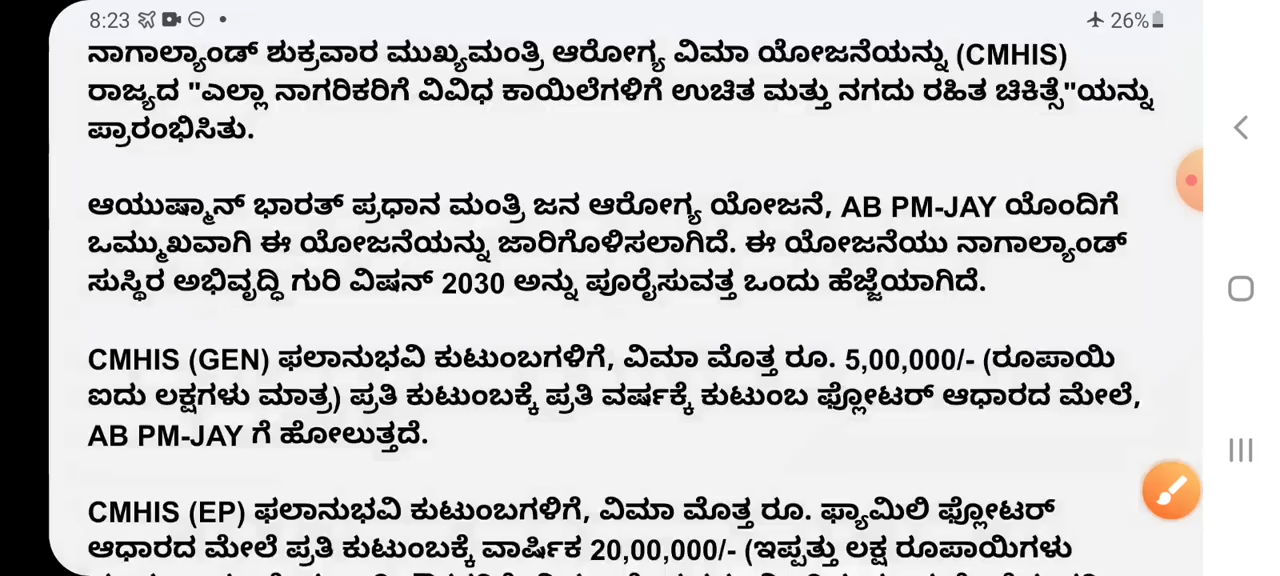 8:23
26%
ನಾಗಾಲ್ಯಾಂಡ್ ಶುಕ್ರವಾರ ಮುಖ್ಯಮಂತ್ರಿ ಆರೋಗ್ಯ ವಿಮಾ ಯೋಜನೆಯನ್ನು (CMHIS)
ರಾಜ್ಯದ "ಎಲ್ಲಾ ನಾಗರಿಕರಿಗೆ ವಿವಿಧ ಕಾಯಿಲೆಗಳಿಗೆ ಉಚಿತ ಮತ್ತು ನಗದು ರಹಿತ ಚಿಕಿತ್ಸೆ"ಯನ್ನು
ಪ್ರಾರಂಭಿಸಿತು.
ಆಯುಷ್ಮಾನ್ ಭಾರತ್ ಪ್ರಧಾನ ಮಂತ್ರಿ ಜನ ಆರೋಗ್ಯ ಯೋಜನೆ, AB PM-JAY ಯೊಂದಿಗೆ
ಒಮ್ಮುಖವಾಗಿ ಈ ಯೋಜನೆಯನ್ನು ಜಾರಿಗೊಳಿಸಲಾಗಿದೆ. ಈ ಯೋಜನೆಯು ನಾಗಾಲ್ಯಾಂಡ್
ಸುಸ್ಥಿರ ಅಭಿವೃದ್ಧಿ ಗುರಿ ವಿಷನ್ 2030 ಅನ್ನು ಪೂರೈಸುವತ್ತ ಒಂದು ಹೆಜ್ಜೆಯಾಗಿದೆ.
CMHIS (GEN) ಫಲಾನುಭವಿ ಕುಟುಂಬಗಳಿಗೆ, ವಿಮಾ ಮೊತ್ತ ರೂ. 5,00,000/- (ರೂಪಾಯಿ
ಐದು ಲಕ್ಷಗಳು ಮಾತ್ರ) ಪ್ರತಿ ಕುಟುಂಬಕ್ಕೆ ಪ್ರತಿ ವರ್ಷಕ್ಕೆ ಕುಟುಂಬ ಫ್ಲೋಟರ್ ಆಧಾರದ ಮೇಲೆ,
AB PM-JAY ಗೆ ಹೋಲುತ್ತದೆ.
CMHIS (EP) ಫಲಾನುಭವಿ ಕುಟುಂಬಗಳಿಗೆ, ವಿಮಾ ಮೊತ್ತ ರೂ. ಫ್ಯಾಮಿಲಿ ಫ್ಲೋಟರ್
ಆಧಾರದ ಮೇಲೆ ಪ್ರತಿ ಕುಟುಂಬಕ್ಕೆ ವಾರ್ಷಿಕ 20,00,000/- (ಇಪ್ಪತ್ತು ಲಕ್ಷ ರೂಪಾಯಿಗಳು